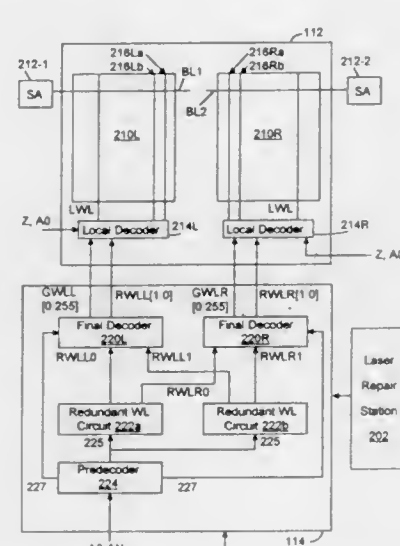 112
212-1
SA
216La
216Lb
BL1
216Ra
216Rb
BL2
212-2
SA
210L
210R
LWL
LWL
Local Decoder
214L
Local Decoder
214R
Z, A0
Z, A0
GWLL
[0:255]
RWLL[1:0]
GWLR
[0:255]
RWLR[1:0]
Final Decoder
220L
Final Decoder
220R
RWLL0
RWLL1
RWLR0
RWLR1
Redundant WL
Circuit 222a
Redundant WL
Circuit 222b
225
225
Predecoder
224
227
227
Laser
Repair
Station
202
114